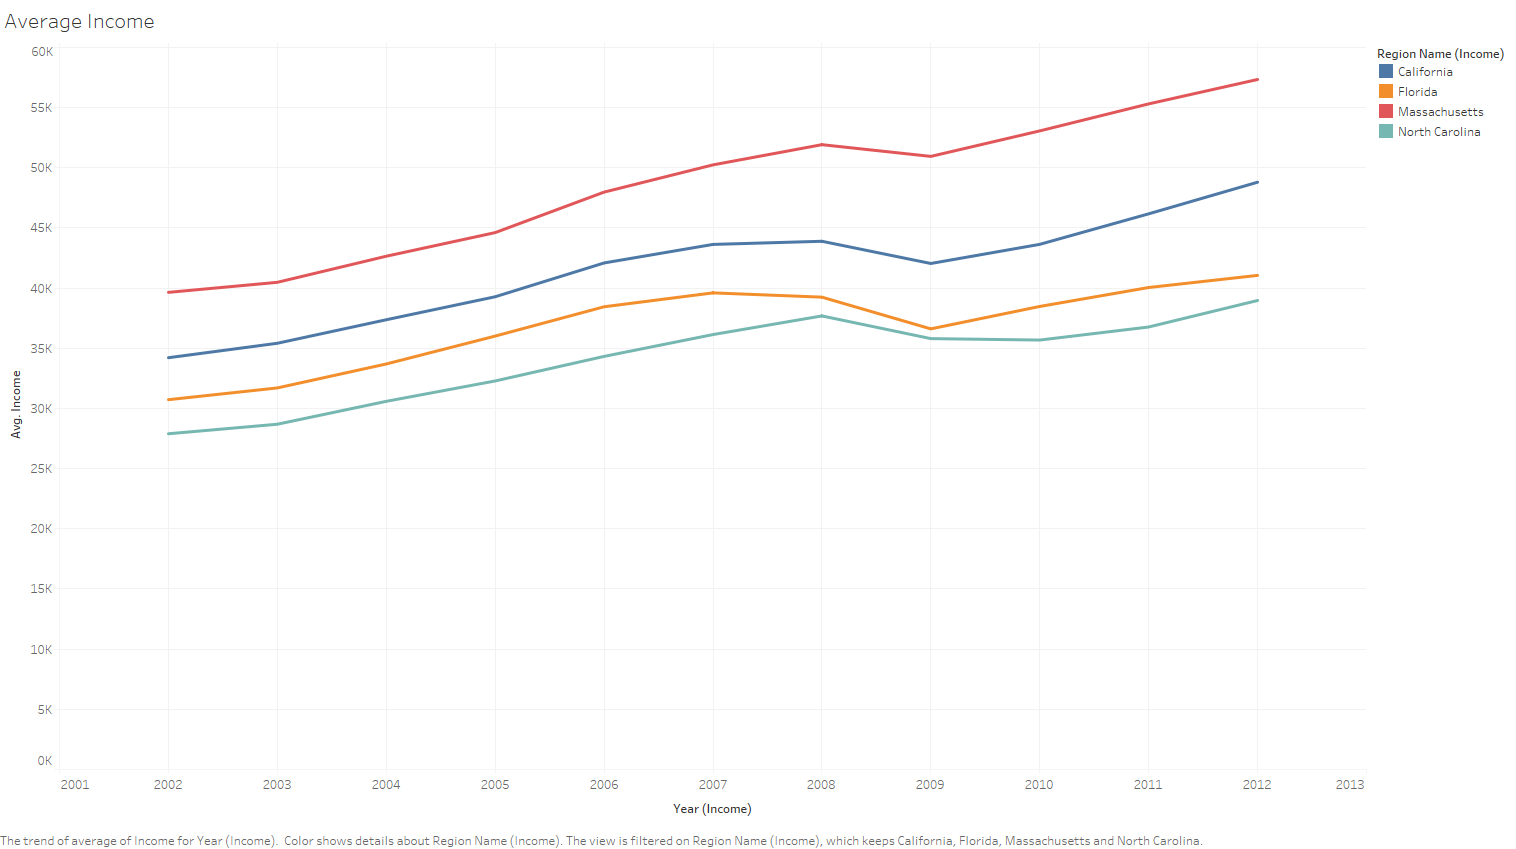 Average Income
60K
55K
50K
45K
40K
35K
30K
25K
20K
15K
10K
5K
0K
Avg. Income
2001 2002 2003 2004 2005 2006 2007 2008 2009 2010 2011 2012 2013
Year (Income)
Region Name (Income)
California
Florida
Massachusetts
North Carolina
The trend of average of Income for Year (Income).  Color shows details about Region Name (Income). The view is filtered on Region Name (Income), which keeps California, Florida, Massachusetts and North Carolina.